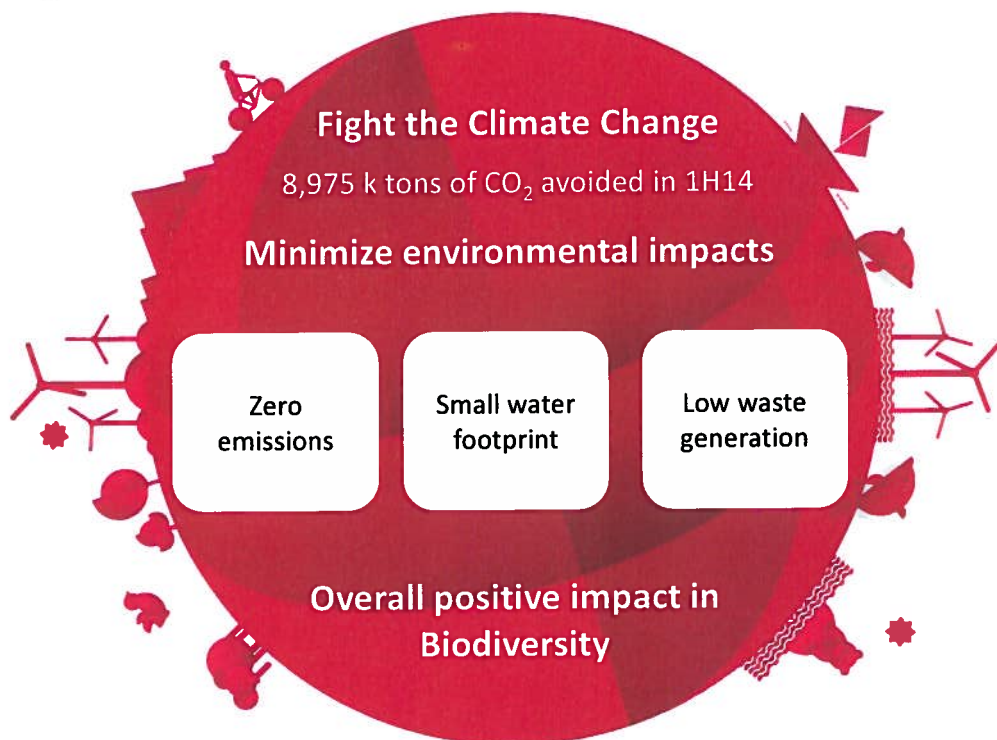 Fight the Climate Change
8,975 k tons of CO₂ avoided in 1H14
Minimize environmental impacts
Zero
emissions
Small water
footprint
Low waste
generation
Overall positive impact in
Biodiversity